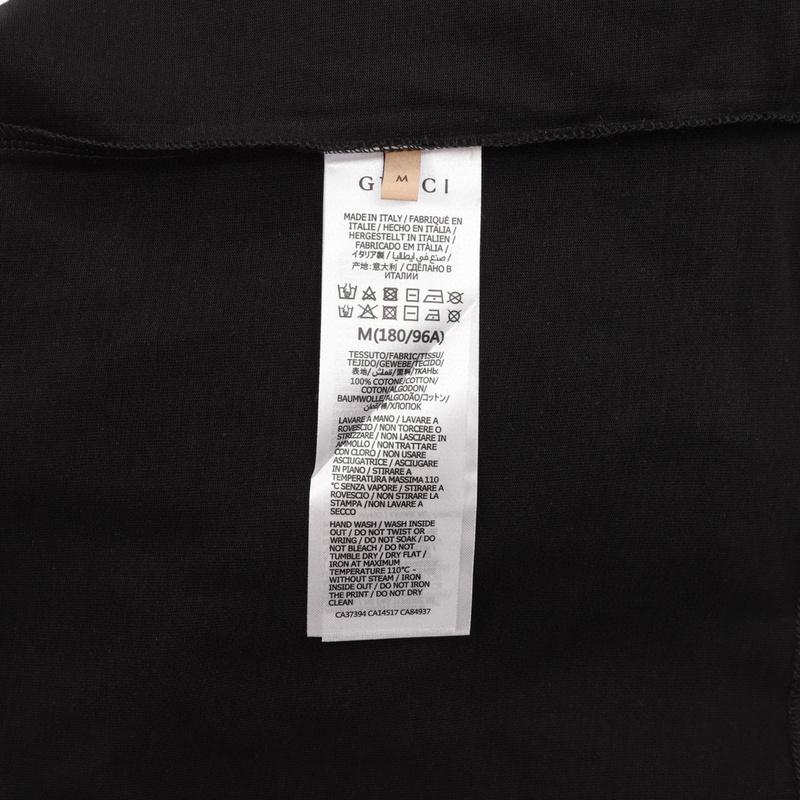 M
GUCCI
MADE IN ITALY / FABRIQUÉ EN
ITALIE / HECHO EN ITALIA /
HERGESTELLT IN ITALIEN /
FABRICADO EM ITÁLIA /
イタリア製 / صنع في إيطاليا /
产地：意大利 / СДЕЛАНО В
ИТАЛИИ
M(180/96A)
TESSUTO/FABRIC/TISSU/
TEJIDO/GEWEBE/TECIDO/
表地/قماش/面料/ТКАНЬ:
100% COTONE/COTTON/
COTON/ALGODON/
BAUMWOLLE/ALGODÃO/コットン/
قطن/棉/ХЛОПОК
LAVARE A MANO / LAVARE A
ROVESCIO / NON TORCERE O
STRIZZARE / NON LASCIARE IN
AMMOLLO / NON TRATTARE
CON CLORO / NON USARE
ASCIUGATRICE / ASCIUGARE
IN PIANO / STIRARE A
TEMPERATURA MASSIMA 110
°C SENZA VAPORE / STIRARE A
ROVESCIO / NON STIRARE LA
STAMPA /NON LAVARE A
SECCO
HAND WASH / WASH INSIDE
OUT / DO NOT TWIST OR
WRING / DO NOT SOAK / DO
NOT BLEACH / DO NOT
TUMBLE DRY / DRY FLAT /
IRON AT MAXIMUM
TEMPERATURE 110°C -
WITHOUT STEAM / IRON
INSIDE OUT / DO NOT IRON
THE PRINT / DO NOT DRY
CLEAN
CA37394 CA14517 CA84937